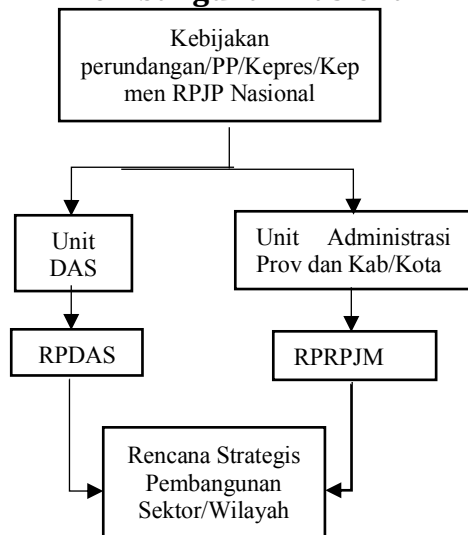 Kebijakan
perundangan/PP/Kepres/Kep
men RPJP Nasional
Unit
DAS
Unit Administrasi
Prov dan Kab/Kota
RPDAS
RPRPJM
Rencana Strategis
Pembangunan
Sektor/Wilayah